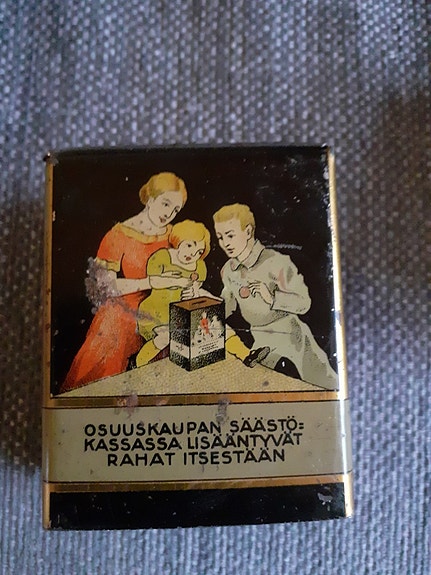 OSUUSKAUPAN SÄÄSTÖ=
KASSASSA LISÄÄNTYVÄT
RAHAT ITSESTÄÄN